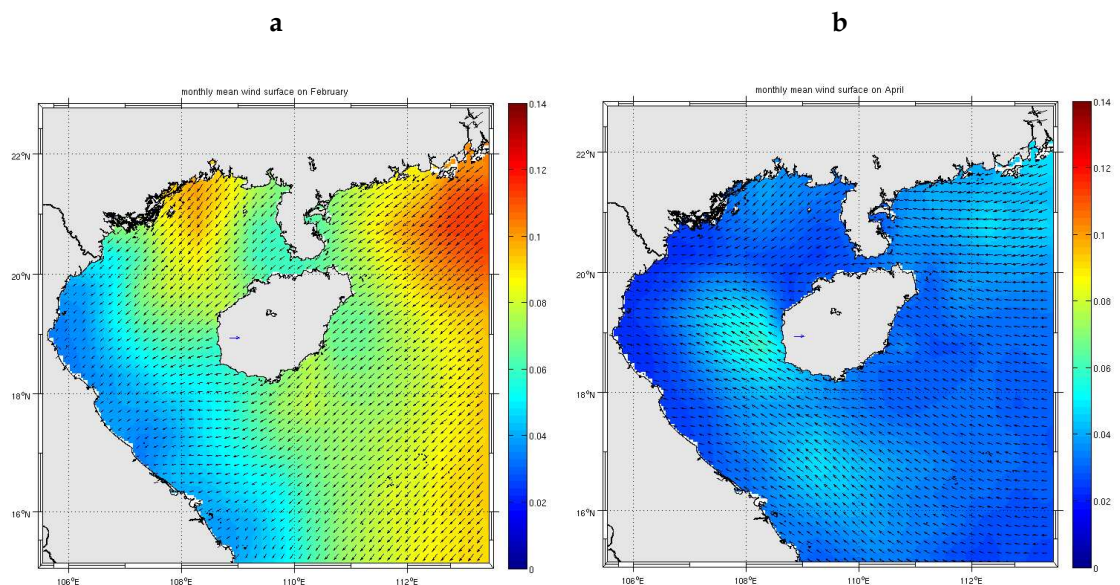 a
b
monthly mean wind surface on February
monthly mean wind surface on April
22°N
20°N
18°N
16°N
106°E
108°E
110°E
112°E
0.14
0.12
0.1
0.08
0.06
0.04
0.02
0
22°N
20°N
18°N
16°N
106°E
108°E
110°E
112°E
0.14
0.12
0.1
0.08
0.06
0.04
0.02
0